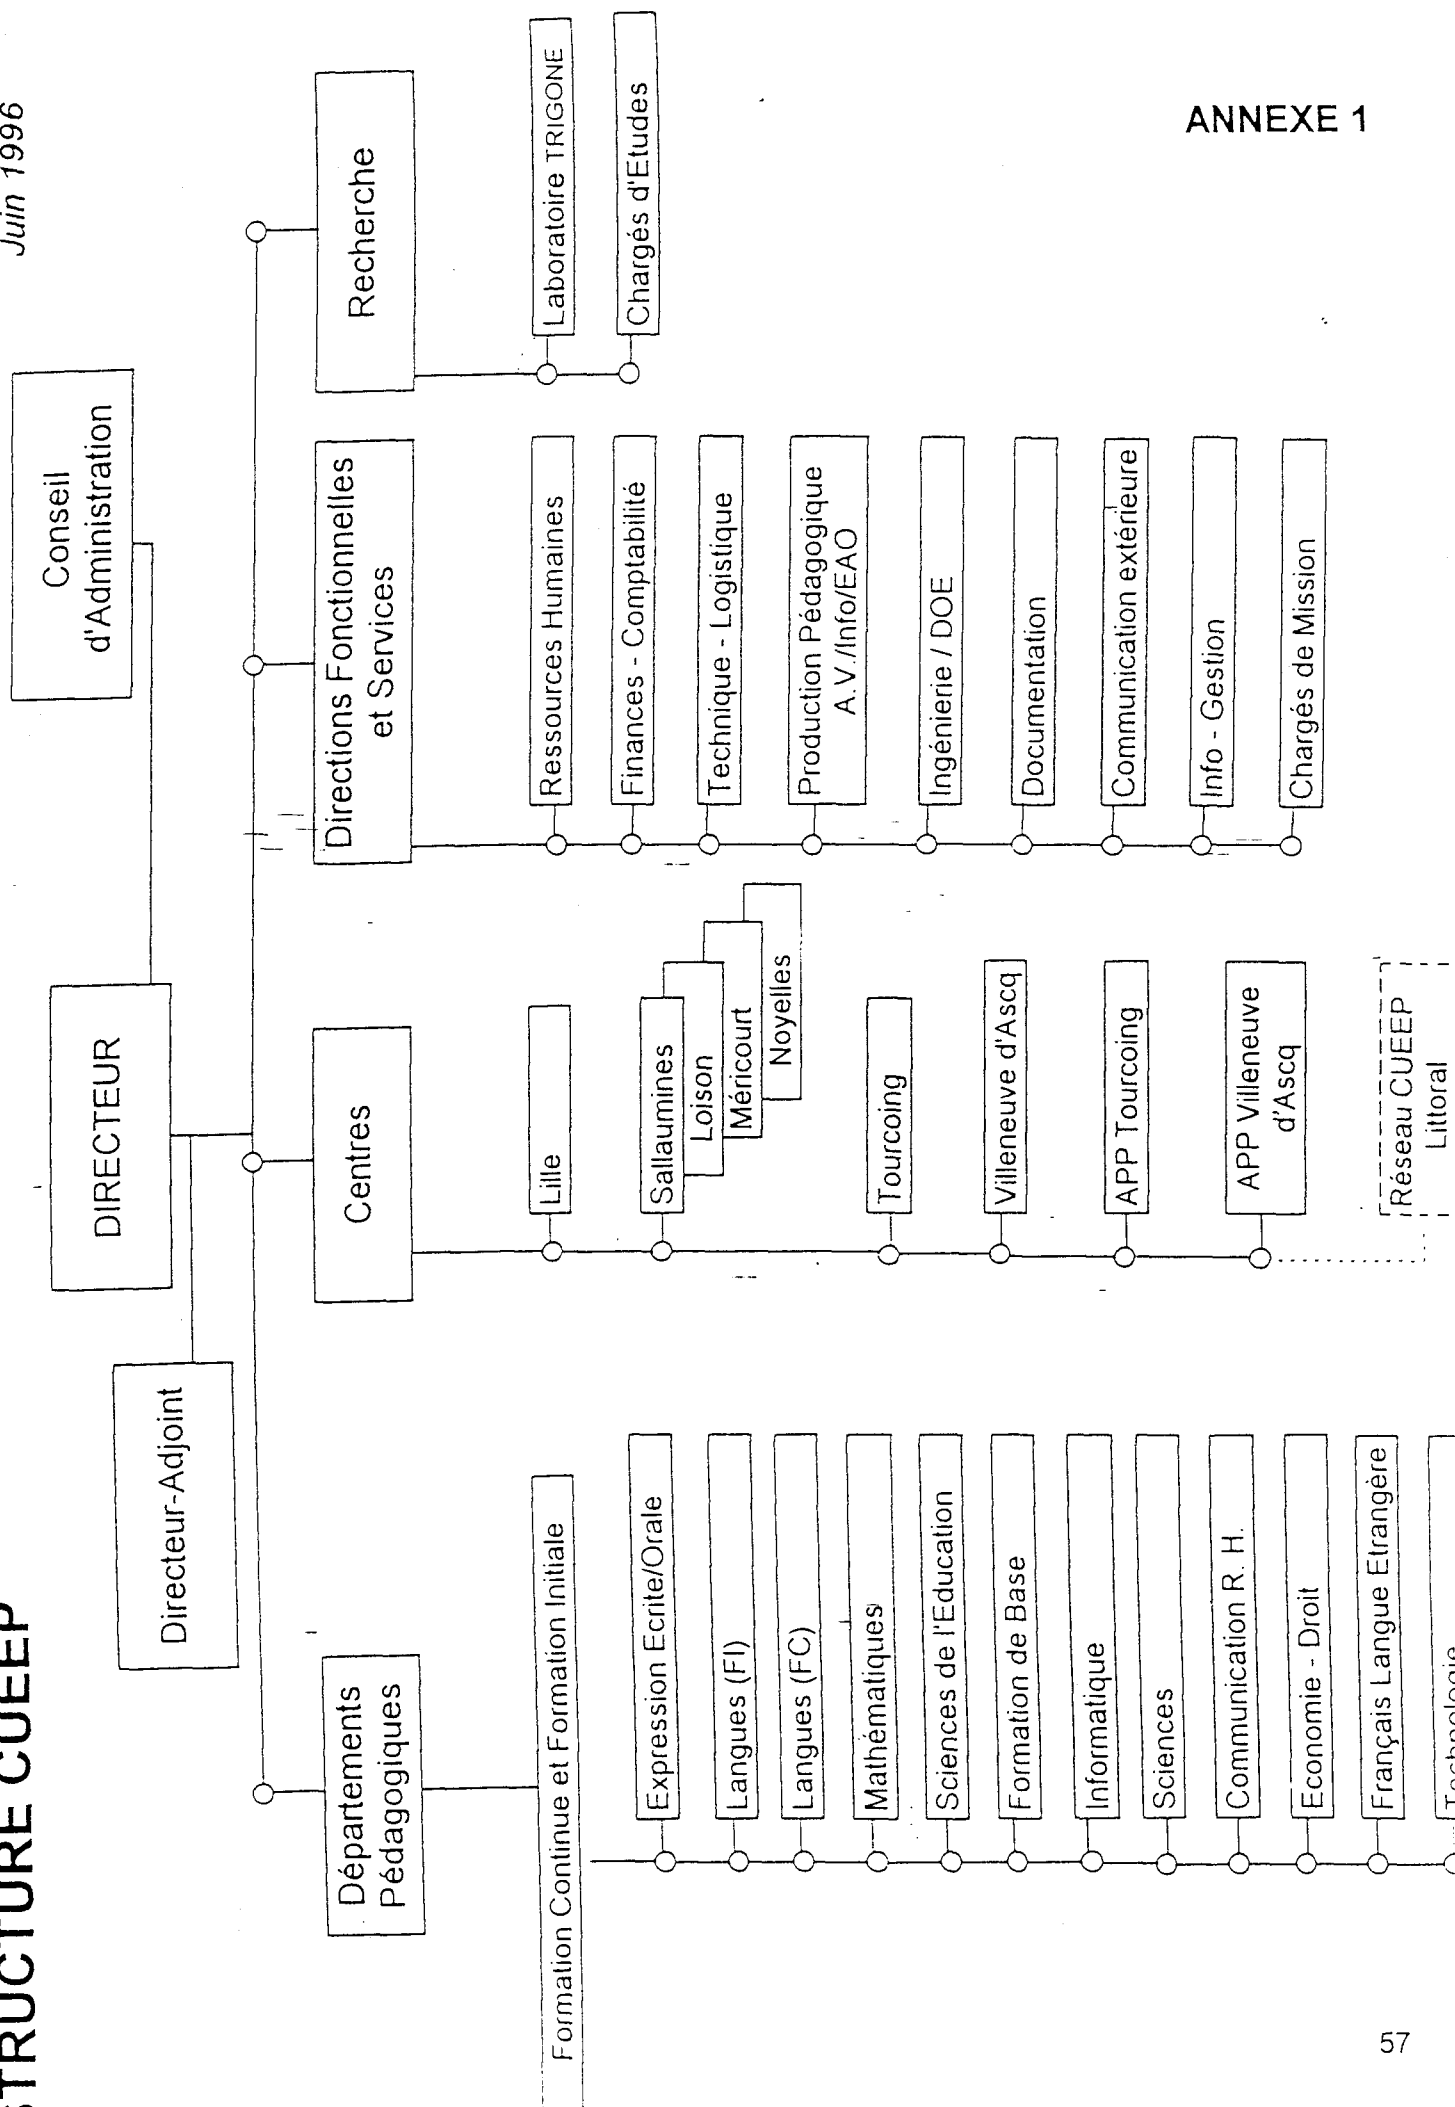 STRUCTURE CUEEP
Juin 1996
Conseil
d'Administration
DIRECTEUR
Directeur-Adjoint
Départements
Pédagogiques
Formation Continue et Formation Initiale
Expression Ecrite/Orale
Langues (FI)
Langues (FC)
Mathématiques
Sciences de l'Education
Formation de Base
Informatique
Sciences
Communication R. H.
Economie - Droit
Français Langue Etrangère
Technologie
Centres
Lille
Sallaumines
Loison
Méricourt
Noyelles
Tourcoing
Villeneuve d'Ascq
APP Tourcoing
APP Villeneuve
d'Ascq
Réseau CUEEP
Littoral
Directions Fonctionnelles
et Services
Ressources Humaines
Finances - Comptabilité
Technique - Logistique
Production Pédagogique
A.V./Info/EAO
Ingénierie / DOE
Documentation
Communication extérieure
Info - Gestion
Chargés de Mission
Recherche
Laboratoire TRIGONE
Chargés d'Etudes
ANNEXE 1
57